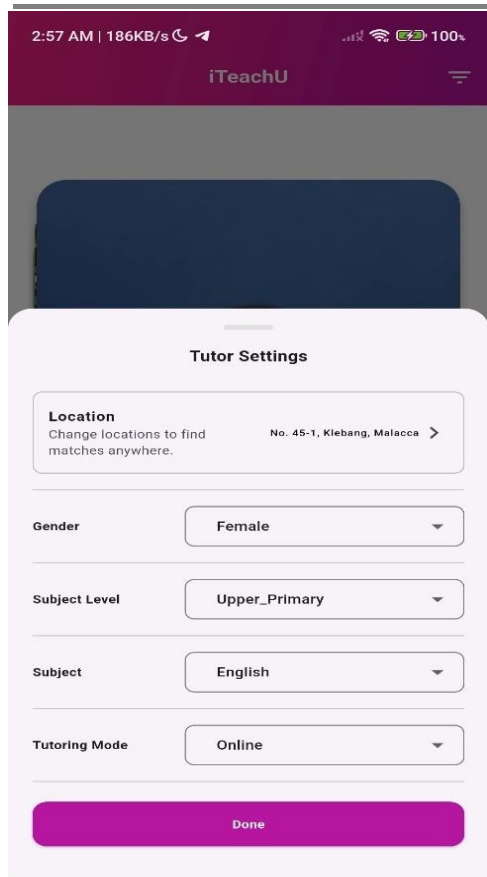 2:57 AM | 186KB/s 100%
iTeachU
Tutor Settings
Location
Change locations to find
matches anywhere.
No. 45-1, Klebang, Malacca
Gender
Female
Subject Level
Upper_Primary
Subject
English
Tutoring Mode
Online
Done